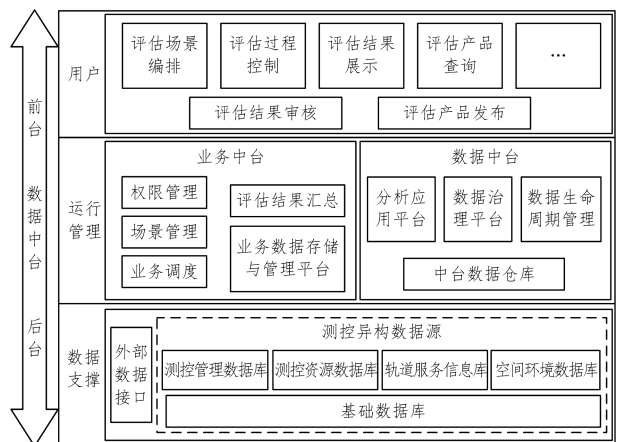 前台
数据中台
后台
用户
评估场景
编排
评估过程
控制
评估结果
展示
评估产品
查询
…
评估结果审核
评估产品发布
运行
管理
业务中台
权限管理
场景管理
业务调度
评估结果汇总
业务数据存储
与管理平台
数据中台
分析应
用平台
数据治
理平台
数据生命
周期管理
中台数据仓库
数据
支撑
外部
数据
接口
测控异构数据源
测控管理数据库
测控资源数据库
轨道服务信息库
空间环境数据库
基础数据库